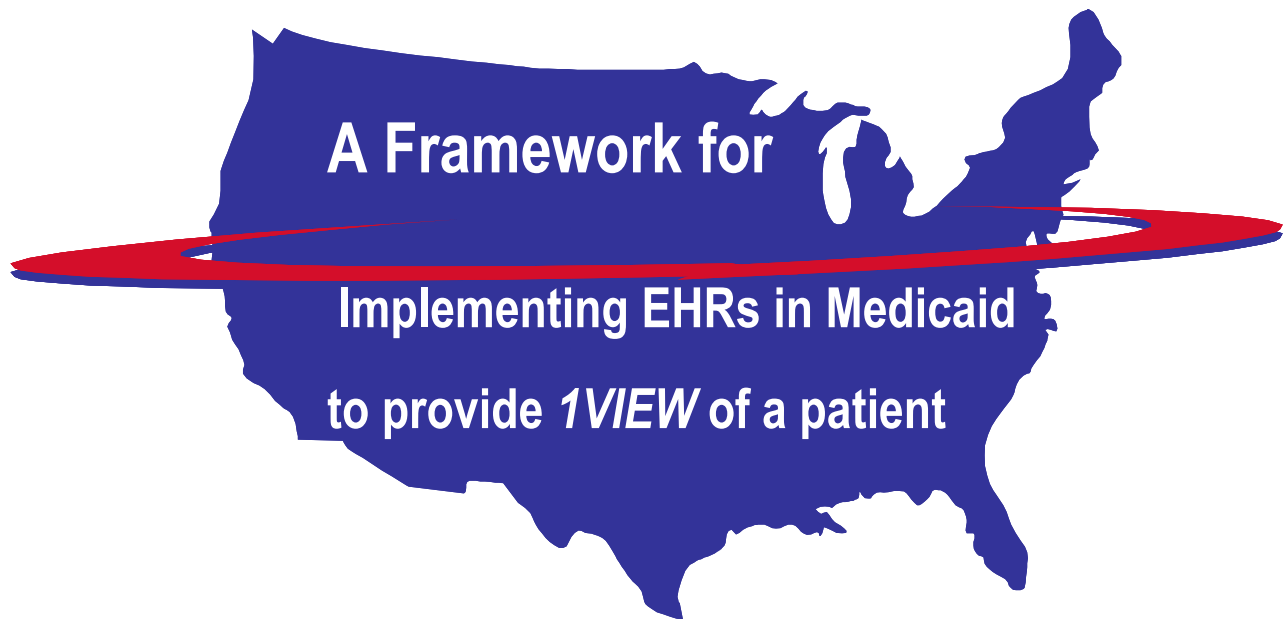 A Framework for
Implementing EHRs in Medicaid
to provide 1VIEW of a patient